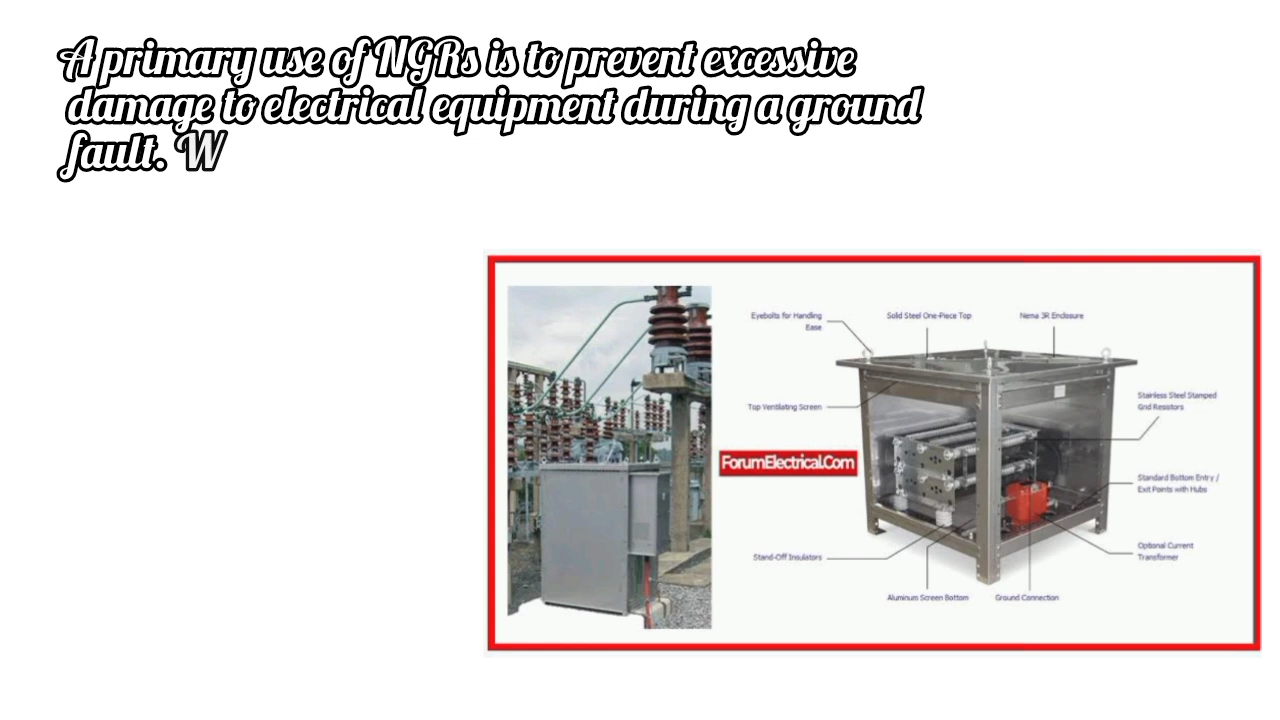 A primary use of NGRs is to prevent excessive
damage to electrical equipment during a ground
fault. W
Eyebolts for Handling
Ease
Solid Steel One-Piece Top
Nema 3R Enclosure
Top Ventilating Screen
Stainless Steel Stamped
Grid Resistors
ForumElectrical.Com
Standard Bottom Entry /
Exit Points with Hubs
Stand-Off Insulators
Optional Current
Transformer
Aluminum Screen Bottom
Ground Connection